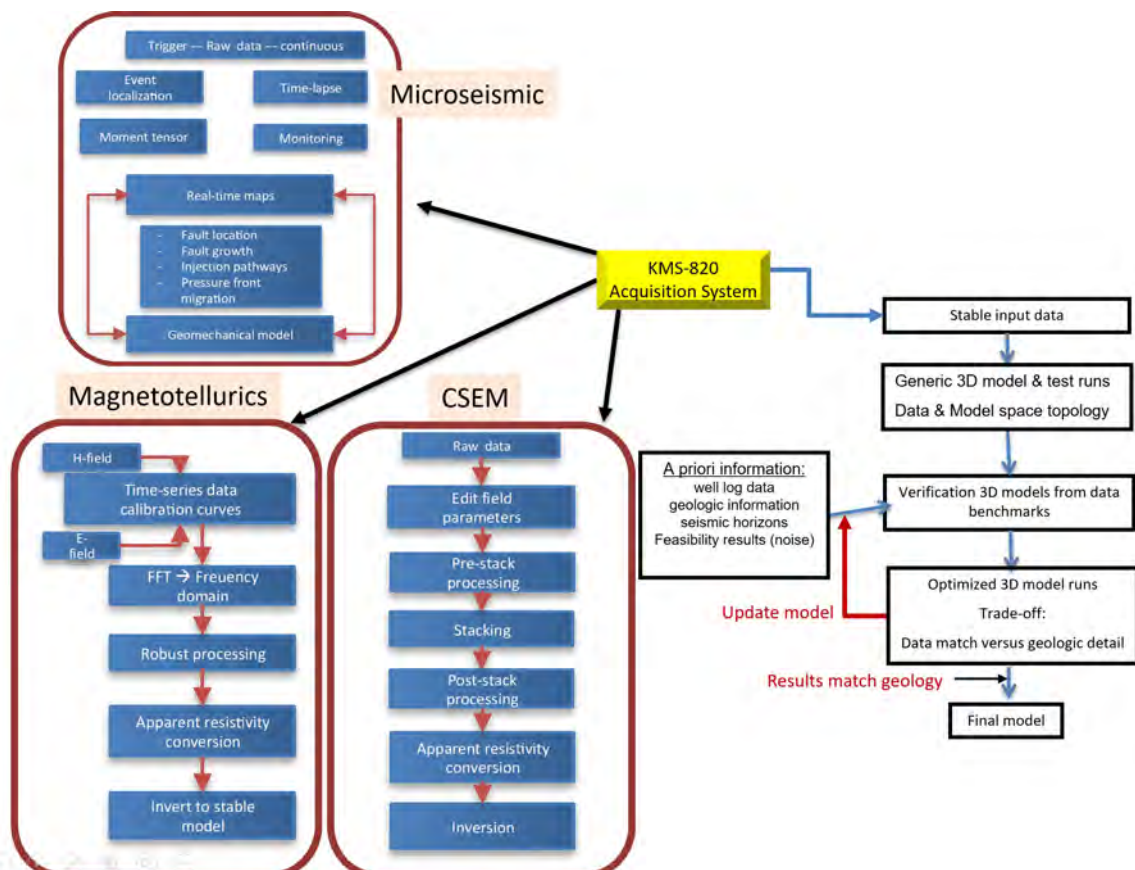 Trigger — Raw data — continuous
Event
localization
Time-lapse
Microseismic
Moment tensor
Monitoring
Real-time maps
- Fault location
- Fault growth
- Injection pathways
- Pressure front
migration
Geomechanical model
KMS-820
Acquisition System
Magnetotellurics
H-field
Time-series data
calibration curves
E-
field
FFT → Freuency
domain
Robust processing
Apparent resistivity
conversion
Invert to stable
model
CSEM
Raw data
Edit field
parameters
Pre-stack
processing
Stacking
Post-stack
processing
Apparent resistivity
conversion
Inversion
Stable input data
Generic 3D model & test runs
Data & Model space topology
A priori information:
well log data
geologic information
seismic horizons
Feasibility results (noise)
Verification 3D models from data
benchmarks
Update model
Optimized 3D model runs
Trade-off:
Data match versus geologic detail
Results match geology
Final model